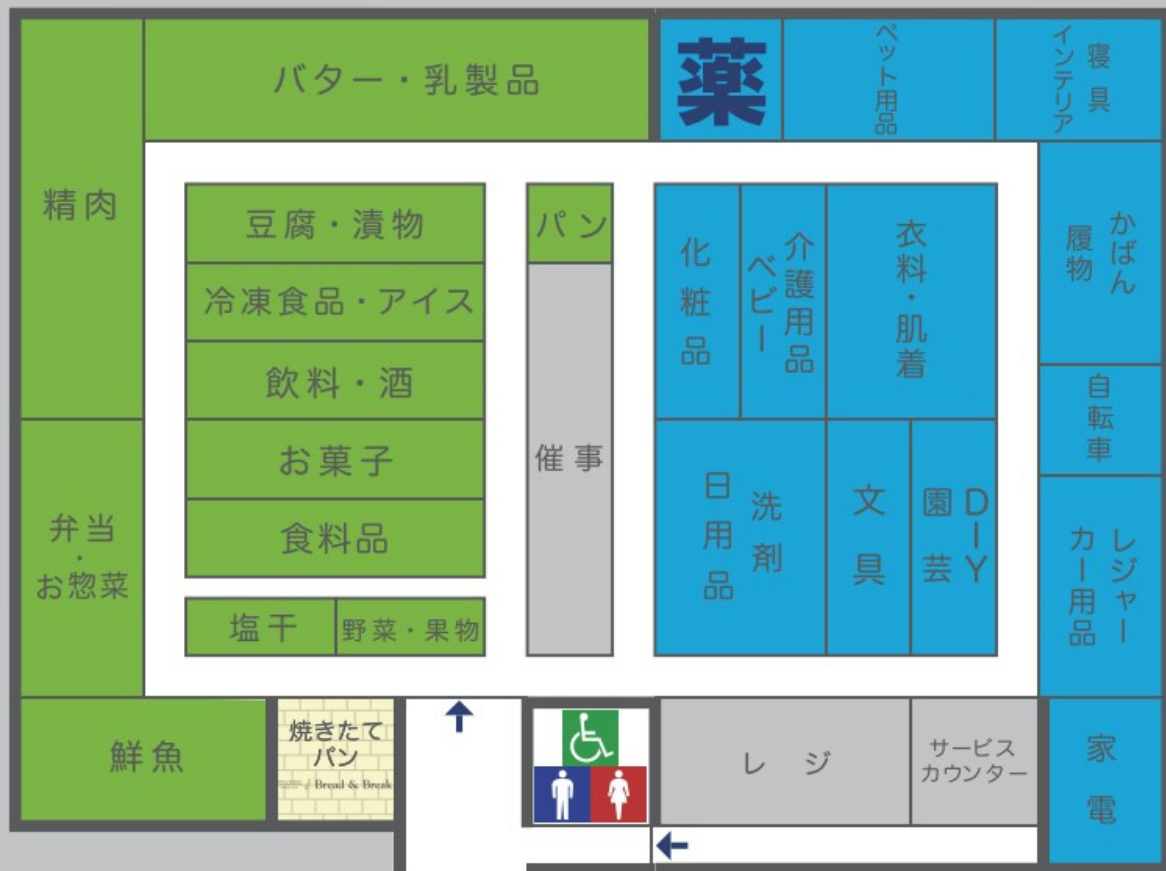 バター・乳製品
薬
ペット用品
寝具
インテリア
精肉
豆腐・漬物
パン
化粧品
介護用品
ベビー
衣料・肌着
かばん
履物
冷凍食品・アイス
飲料・酒
自転車
お菓子
催事
日用品
洗剤
文具
園芸
DIY
弁当
・
お惣菜
食料品
レジャー
カー用品
塩干
野菜・果物
鮮魚
焼きたて
パン
Bread & Break
レジ
サービス
カウンター
家電